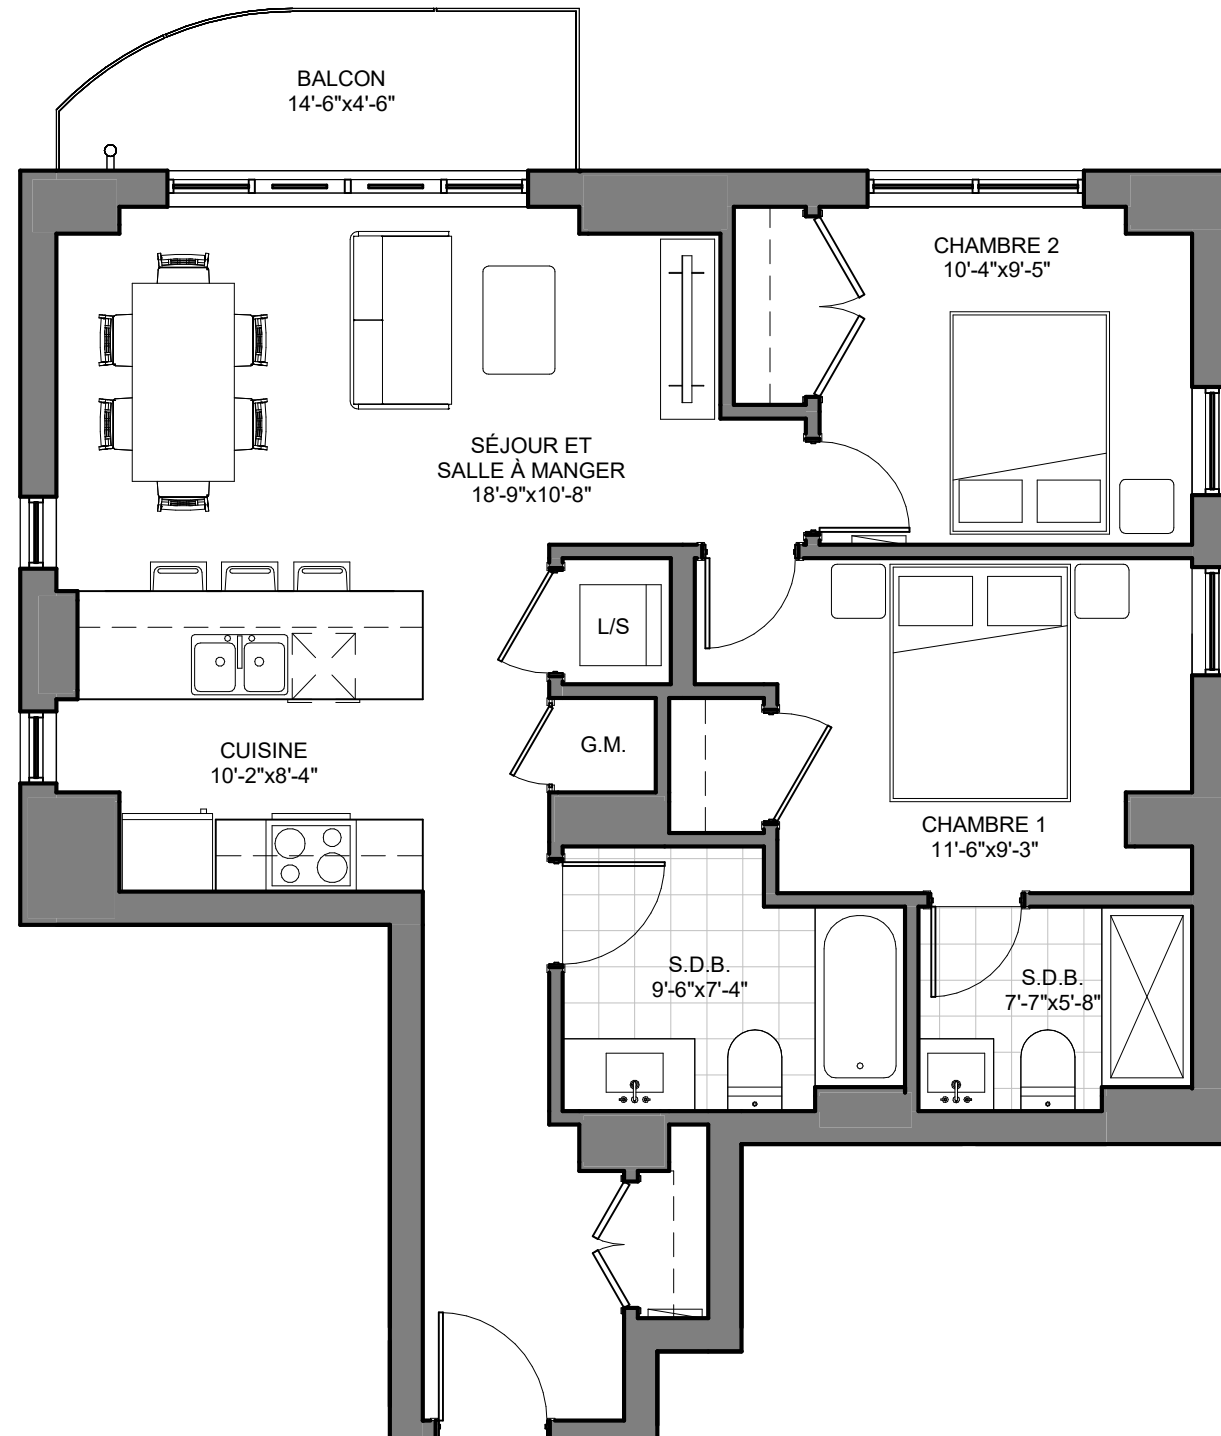 BALCON
14'-6"x4'-6"
CHAMBRE 2
10'-4"x9'-5"
SÉJOUR ET
SALLE À MANGER
18'-9"x10'-8"
L/S
G.M.
CUISINE
10'-2"x8'-4"
CHAMBRE 1
11'-6"x9'-3"
S.D.B.
9'-6"x7'-4"
S.D.B.
7'-7"x5'-8"